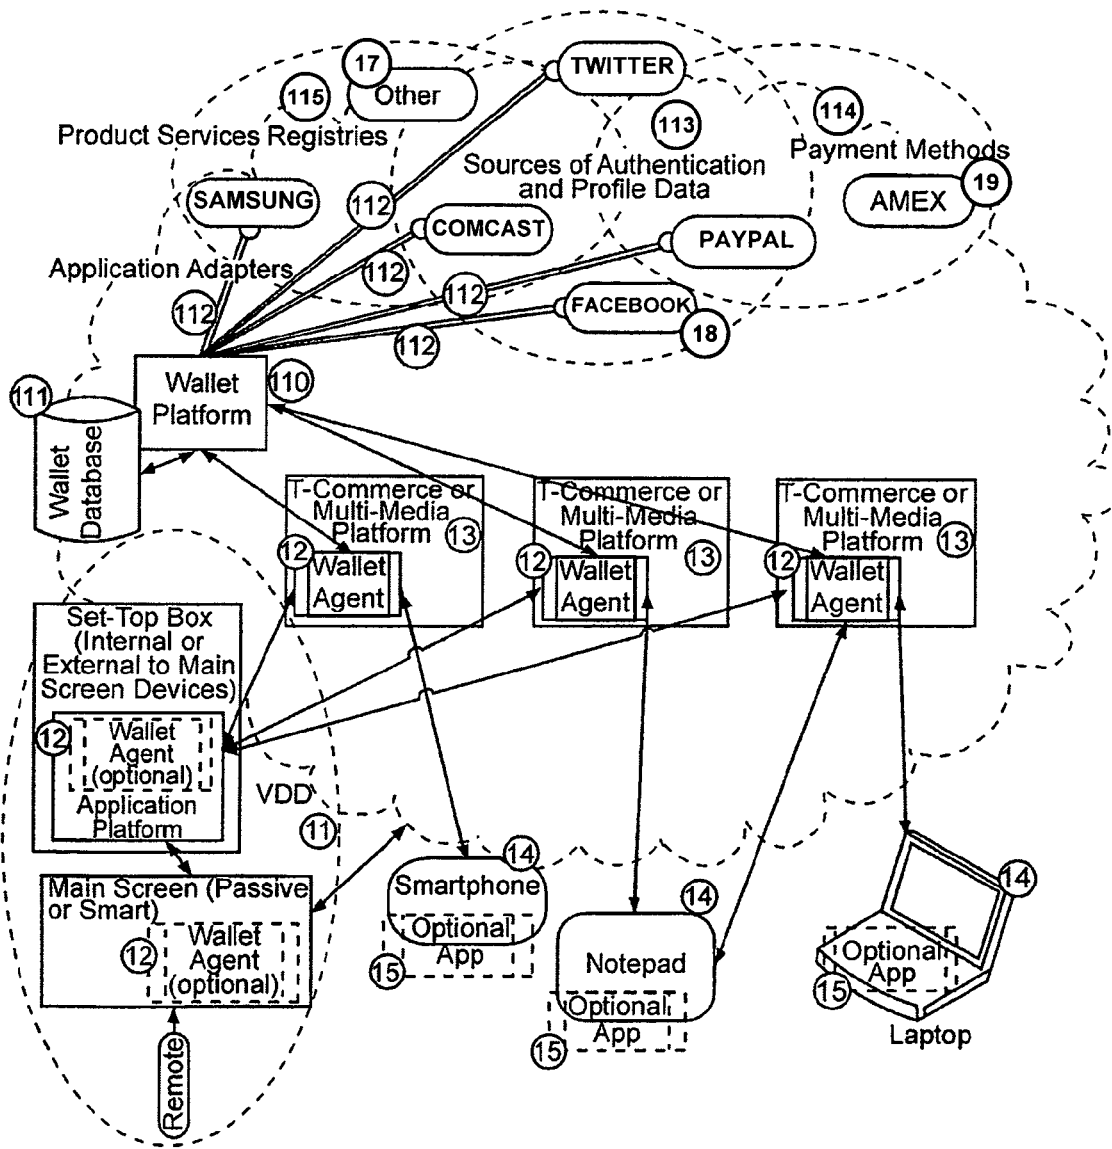 17
Other
TWITTER
115
113
114
Product Services Registries
Sources of Authentication
and Profile Data
Payment Methods
SAMSUNG
112
19
AMEX
COMCAST
PAYPAL
Application Adapters
112
112
112
FACEBOOK
18
112
111
Wallet
Platform
110
Wallet
Database
T-Commerce or
Multi-Media
Platform
13
12
Wallet
Agent
T-Commerce or
Multi-Media
Platform
13
12
Wallet
Agent
T-Commerce or
Multi-Media
Platform
13
12
Wallet
Agent
Set-Top Box
(Internal or
External to Main
Screen Devices)
12
Wallet
Agent
(optional)
Application
Platform
VDD
11
Main Screen (Passive
or Smart)
12
Wallet
Agent
(optional)
Remote
14
Smartphone
Optional
App
15
14
Notepad
Optional
App
15
14
Optional
App
15
Laptop